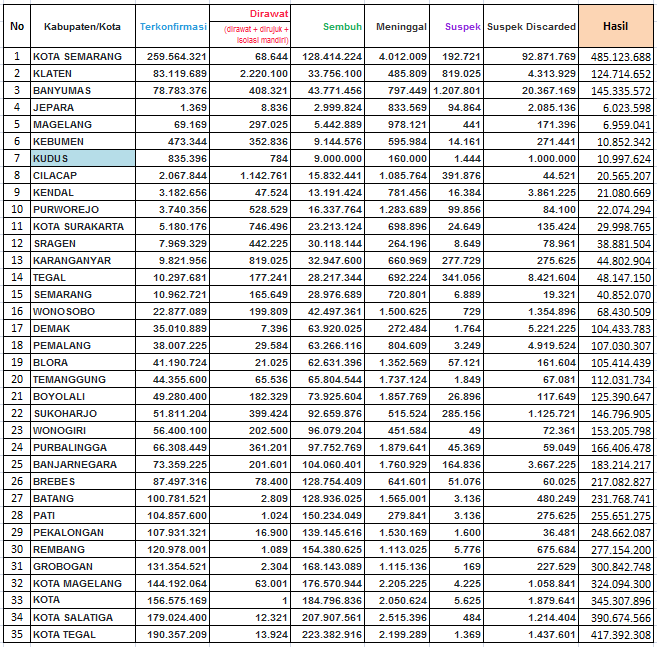 No Kabupaten/Kota Terkonfirmasi Dirawat (dirawat + dirujuk + isolasi mandiri) Sembuh Meninggal Suspek Suspek Discarded Hasil
1 KOTA SEMARANG 259.564.321 68.644 128.414.224 4.012.009 192.721 92.871.769 485.123.688
2 KLATEN 83.119.689 2.220.100 33.756.100 485.809 819.025 4.313.929 124.714.652
3 BANYUMAS 78.783.376 408.321 43.771.456 797.449 1.207.801 20.367.169 145.335.572
4 JEPARA 1.369 8.836 2.999.824 833.569 94.864 2.085.136 6.023.598
5 MAGELANG 69.169 297.025 5.442.889 978.121 441 171.396 6.959.041
6 KEBUMEN 473.344 352.836 9.144.576 595.984 14.161 271.441 10.852.342
7 KUDUS 835.396 784 9.000.000 160.000 1.444 1.000.000 10.997.624
8 CILACAP 2.067.844 1.142.761 15.832.441 1.085.764 391.876 44.521 20.565.207
9 KENDAL 3.182.656 47.524 13.191.424 781.456 16.384 3.861.225 21.080.669
10 PURWOREJO 3.740.356 528.529 16.337.764 1.283.689 99.856 84.100 22.074.294
11 KOTA SURAKARTA 5.180.176 746.496 23.213.124 698.896 24.649 135.424 29.998.765
12 SRAGEN 7.969.329 442.225 30.118.144 264.196 8.649 78.961 38.881.504
13 KARANGANYAR 9.821.956 819.025 32.947.600 660.969 277.729 275.625 44.802.904
14 TEGAL 10.297.681 177.241 28.217.344 692.224 341.056 8.421.604 48.147.150
15 SEMARANG 10.962.721 165.649 28.976.689 720.801 6.889 19.321 40.852.070
16 WONOSOBO 22.877.089 199.809 42.497.361 1.500.625 729 1.354.896 68.430.509
17 DEMAK 35.010.889 7.396 63.920.025 272.484 1.764 5.221.225 104.433.783
18 PEMALANG 38.007.225 29.584 63.266.116 804.609 3.249 4.919.524 107.030.307
19 BLORA 41.190.724 21.025 62.631.396 1.352.569 57.121 161.604 105.414.439
20 TEMANGGUNG 44.355.600 65.536 65.804.544 1.737.124 1.849 67.081 112.031.734
21 BOYOLALI 49.280.400 182.329 73.925.604 1.857.769 26.896 117.649 125.390.647
22 SUKOHARJO 51.811.204 399.424 92.659.876 515.524 285.156 1.125.721 146.796.905
23 WONOGIRI 56.400.100 202.500 96.079.204 451.584 49 72.361 153.205.798
24 PURBALINGGA 66.308.449 361.201 97.752.769 1.879.641 45.369 59.049 166.406.478
25 BANJARNEGARA 73.359.225 201.601 104.060.401 1.760.929 164.836 3.667.225 183.214.217
26 BREBES 87.497.316 78.400 128.754.409 641.601 51.076 60.025 217.082.827
27 BATANG 100.781.521 2.809 128.936.025 1.565.001 3.136 480.249 231.768.741
28 PATI 104.857.600 1.024 150.234.049 279.841 3.136 275.625 255.651.275
29 PEKALONGAN 107.931.321 16.900 139.145.616 1.530.169 1.600 36.481 248.662.087
30 REMBANG 120.978.001 1.089 154.380.625 1.113.025 5.776 675.684 277.154.200
31 GROBOGAN 131.354.521 2.304 168.143.089 1.115.136 169 227.529 300.842.748
32 KOTA MAGELANG 144.192.064 63.001 176.570.944 2.205.225 4.225 1.058.841 324.094.300
33 KOTA 156.575.169 1 184.796.836 2.050.624 5.625 1.879.641 345.307.896
34 KOTA SALATIGA 179.024.400 12.321 207.907.561 2.515.396 484 1.214.404 390.674.566
35 KOTA TEGAL 190.357.209 13.924 223.382.916 2.199.289 1.369 1.437.601 417.392.308